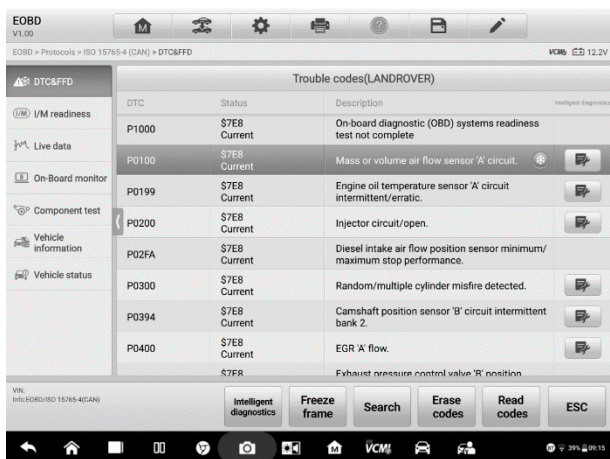 EOBD
V1.00
EOBD > Protocols > ISO 15765-4 (CAN) > DTC&FFD
VCMI 12.2V
DTC&FFD
I/M readiness
Live data
On-Board monitor
Component test
Vehicle
information
Vehicle status
Trouble codes(LANDROVER)
DTC Status Description Intelligent diagnostics
P1000 $7E8
Current On-board diagnostic (OBD) systems readiness
test not complete
P0100 $7E8
Current Mass or volume air flow sensor 'A' circuit.
P0199 $7E8
Current Engine oil temperature sensor 'A' circuit
intermittent/erratic.
P0200 $7E8
Current Injector circuit/open.
P02FA $7E8
Current Diesel intake air flow position sensor minimum/
maximum stop performance.
P0300 $7E8
Current Random/multiple cylinder misfire detected.
P0394 $7E8
Current Camshaft position sensor 'B' circuit intermittent
bank 2.
P0400 $7E8
Current EGR 'A' flow.
$7E8 Exhaust pressure control valve 'B' position
VIN:
Info:EOBD/ISO 15765-4(CAN)
Intelligent
diagnostics
Freeze
frame
Search
Erase
codes
Read
codes
ESC
VCMI
39% 09:15